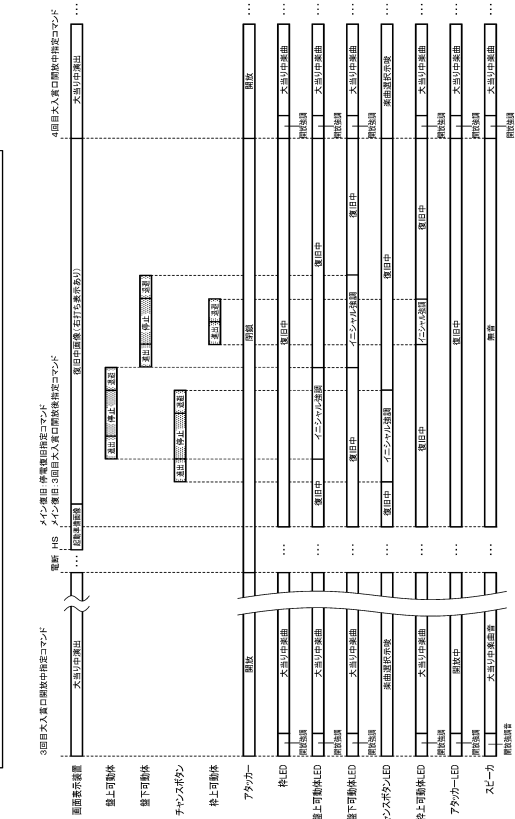 3回目大入賞口開放中指定コマンド
電断
HS
メイン復旧:停電復旧指定コマンド
メイン復旧:3回目大入賞口開放後指定コマンド
4回目大入賞口開放中指定コマンド
画面表示装置
大当り中演出
…
起動準備画像
復旧中画像(右打ち表示あり)
大当り中演出
…
盤上可動体
進出
停止
退避
盤下可動体
進出
停止
退避
チャンスボタン
進出
停止
退避
枠上可動体
進出
退避
アタッカー
開放
閉鎖
開放
…
枠LED
開放強調
大当り中楽曲
…
復旧中
開放強調
大当り中楽曲
…
盤上可動体LED
開放強調
大当り中楽曲
…
復旧中
イニシャル強調
復旧中
開放強調
大当り中楽曲
…
盤下可動体LED
開放強調
大当り中楽曲
…
復旧中
イニシャル強調
復旧中
開放強調
大当り中楽曲
…
ンスボタンLED
楽曲選択示唆
…
復旧中
イニシャル強調
復旧中
楽曲選択示唆
…
枠上可動体LED
開放強調
大当り中楽曲
…
復旧中
イニシャル強調
復旧中
開放強調
大当り中楽曲
…
アタッカーLED
開放強調
開放中
…
復旧中
開放強調
大当り中楽曲
…
スピーカ
開放強調音
大当り中楽曲音
…
無音
開放強調
大当り中楽曲
…